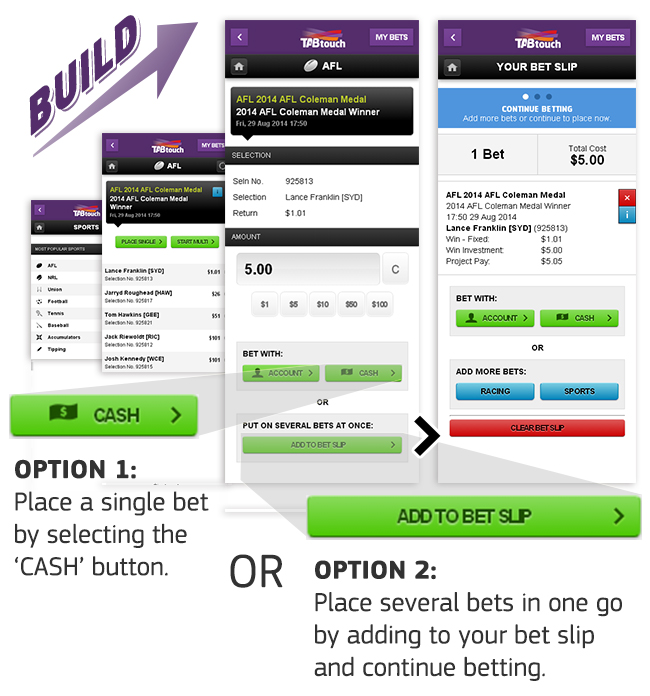 BUILD
TABtouch
SPORTS
MOST POPULAR SPORTS
AFL
NRL
Union
Football
Tennis
Baseball
Accumulators
Tipping
TABtouch
MY BETS
AFL
AFL 2014 AFL Coleman Medal
2014 AFL Coleman Medal
Winner
Fri, 29 Aug 2014 17:50
PLACE SINGLE
START MULTI
Lance Franklin [SYD]
$1.01
Selection No. 925813
Jarryd Roughead [HAW]
$26
Selection No. 925817
Tom Hawkins [GEE]
$51
Selection No. 925821
Jack Riewoldt [RIC]
$101
Selection No. 925812
Josh Kennedy [WCE]
$101
Selection No. 925815
TABtouch
MY BETS
AFL
AFL 2014 AFL Coleman Medal
2014 AFL Coleman Medal Winner
Fri, 29 Aug 2014 17:50
SELECTION
Seln No. 925813
Selection Lance Franklin [SYD]
Return $1.01
AMOUNT
5.00
C
$1 $5 $10 $50 $100
BET WITH:
ACCOUNT
CASH
OR
PUT ON SEVERAL BETS AT ONCE:
ADD TO BET SLIP
TABtouch
MY BETS
YOUR BET SLIP
CONTINUE BETTING
Add more bets or continue to place now.
1 Bet
Total Cost
$5.00
AFL 2014 AFL Coleman Medal
2014 AFL Coleman Medal Winner
17:50 29 Aug 2014
Lance Franklin [SYD] (925813)
Win - Fixed: $1.01
Win Investment: $5.00
Project Pay: $5.05
BET WITH:
ACCOUNT
CASH
OR
ADD MORE BETS:
RACING
SPORTS
CLEAR BET SLIP
$ CASH
OPTION 1:
Place a single bet
by selecting the
‘CASH’ button.
OR
ADD TO BET SLIP
OPTION 2:
Place several bets in one go
by adding to your bet slip
and continue betting.